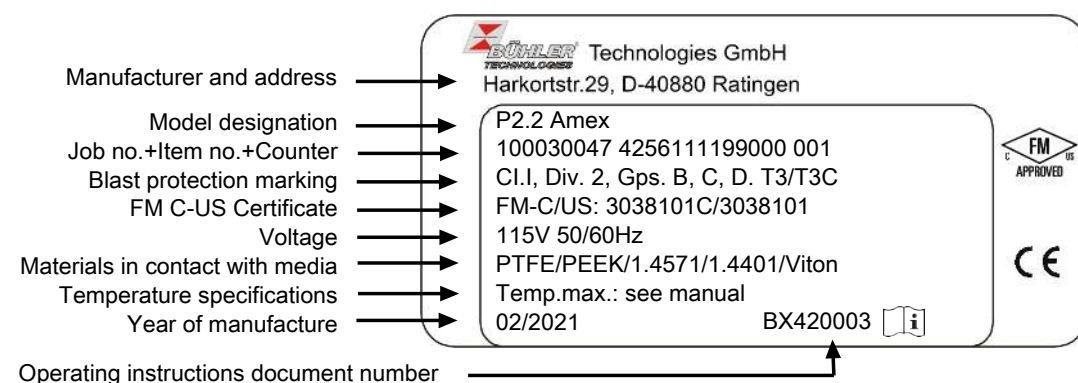 BÜHLER Technologies GmbH
TECHNOLOGIES
Manufacturer and address
Harkortstr.29, D-40880 Ratingen
Model designation
P2.2 Amex
Job no.+Item no.+Counter
100030047 4256111199000 001
Blast protection marking
CI.I, Div. 2, Gps. B, C, D. T3/T3C
FM C-US Certificate
FM-C/US: 3038101C/3038101
Voltage
115V 50/60Hz
Materials in contact with media
PTFE/PEEK/1.4571/1.4401/Viton
Temperature specifications
Temp.max.: see manual
Year of manufacture
02/2021 BX420003 i
Operating instructions document number
C FM US
APPROVED
CE